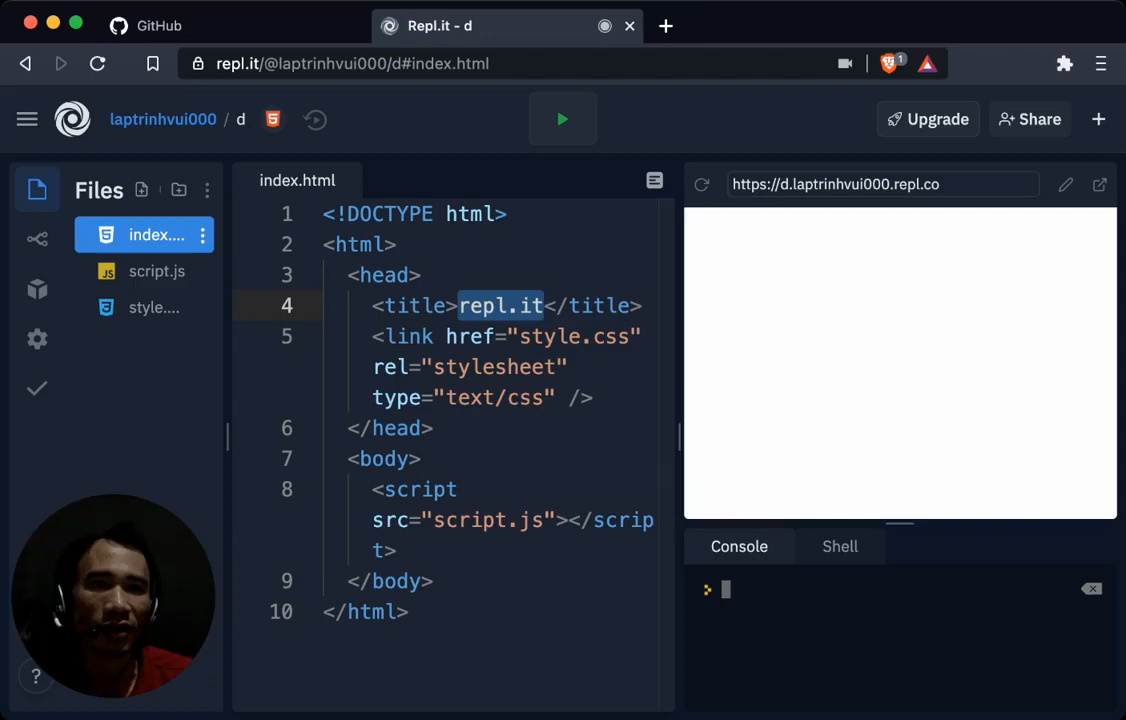 GitHub
Repl.it - d
repl.it/@laptrinhvui000/d#index.html
1
laptrinhvui000 / d
Upgrade
Share
Files
index....
JS script.js
style....
index.html
1 <!DOCTYPE html>
2 <html>
3 <head>
4 <title>repl.it</title>
5 <link href="style.css"
rel="stylesheet"
type="text/css" />
6 </head>
7 <body>
8 <script
src="script.js"></scrip
t>
9 </body>
10 </html>
https://d.laptrinhvui000.repl.co
Console
Shell
>
?